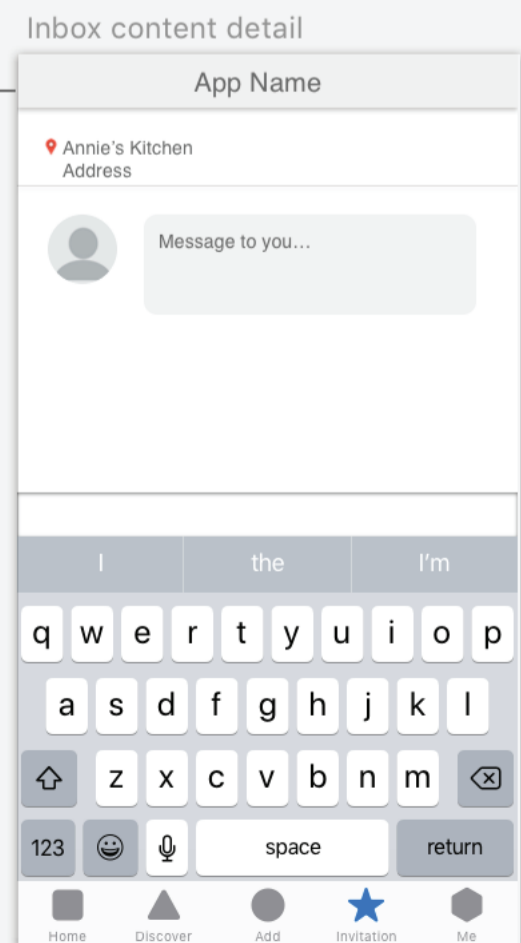 Inbox content detail
App Name
Annie's Kitchen
Address
Message to you...
I the I'm
q w e r t y u i o p
a s d f g h j k l
z x c v b n m
123 space return
Home Discover Add Invitation Me